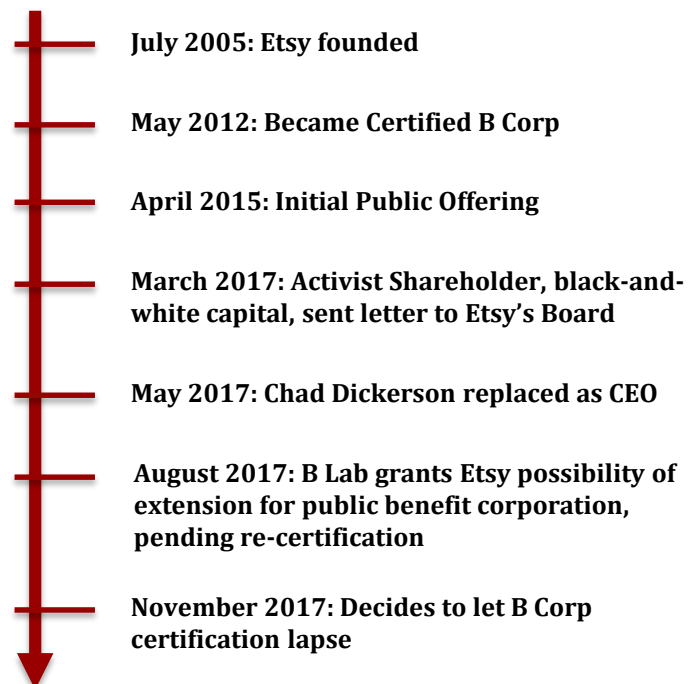 July 2005: Etsy founded
May 2012: Became Certified B Corp
April 2015: Initial Public Offering
March 2017: Activist Shareholder, black-and-
white capital, sent letter to Etsy’s Board
May 2017: Chad Dickerson replaced as CEO
August 2017: B Lab grants Etsy possibility of
extension for public benefit corporation,
pending re-certification
November 2017: Decides to let B Corp
certification lapse